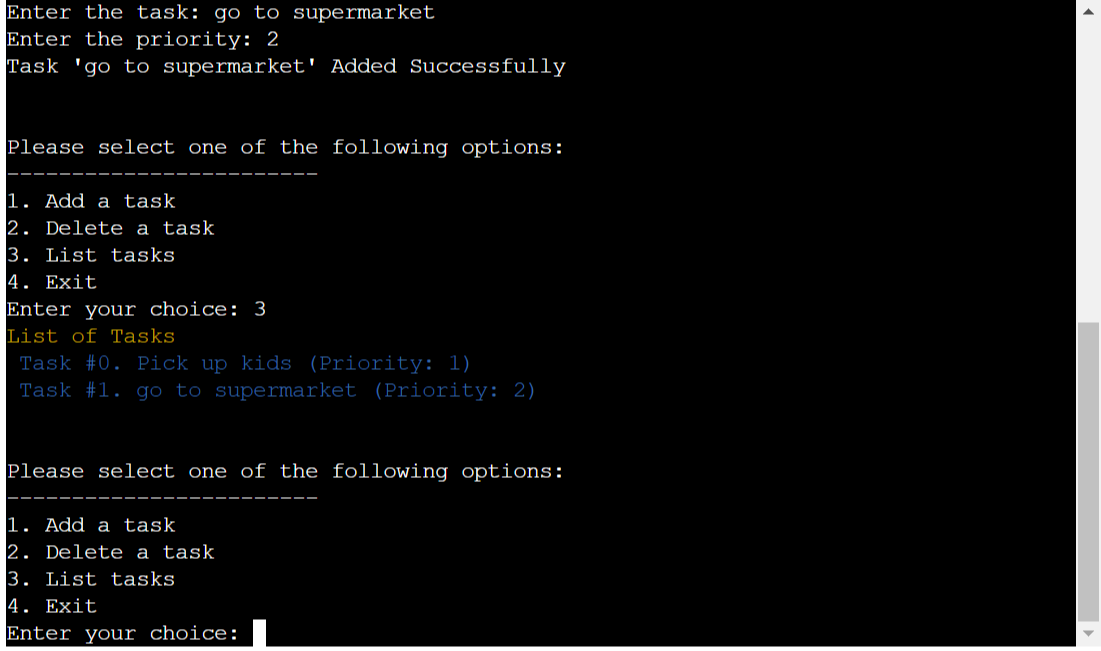 Enter the task: go to supermarket
Enter the priority: 2
Task 'go to supermarket' Added Successfully
Please select one of the following options:
------------------------
1. Add a task
2. Delete a task
3. List tasks
4. Exit
Enter your choice: 3
List of Tasks
Task #0. Pick up kids (Priority: 1)
Task #1. go to supermarket (Priority: 2)
Please select one of the following options:
------------------------
1. Add a task
2. Delete a task
3. List tasks
4. Exit
Enter your choice: